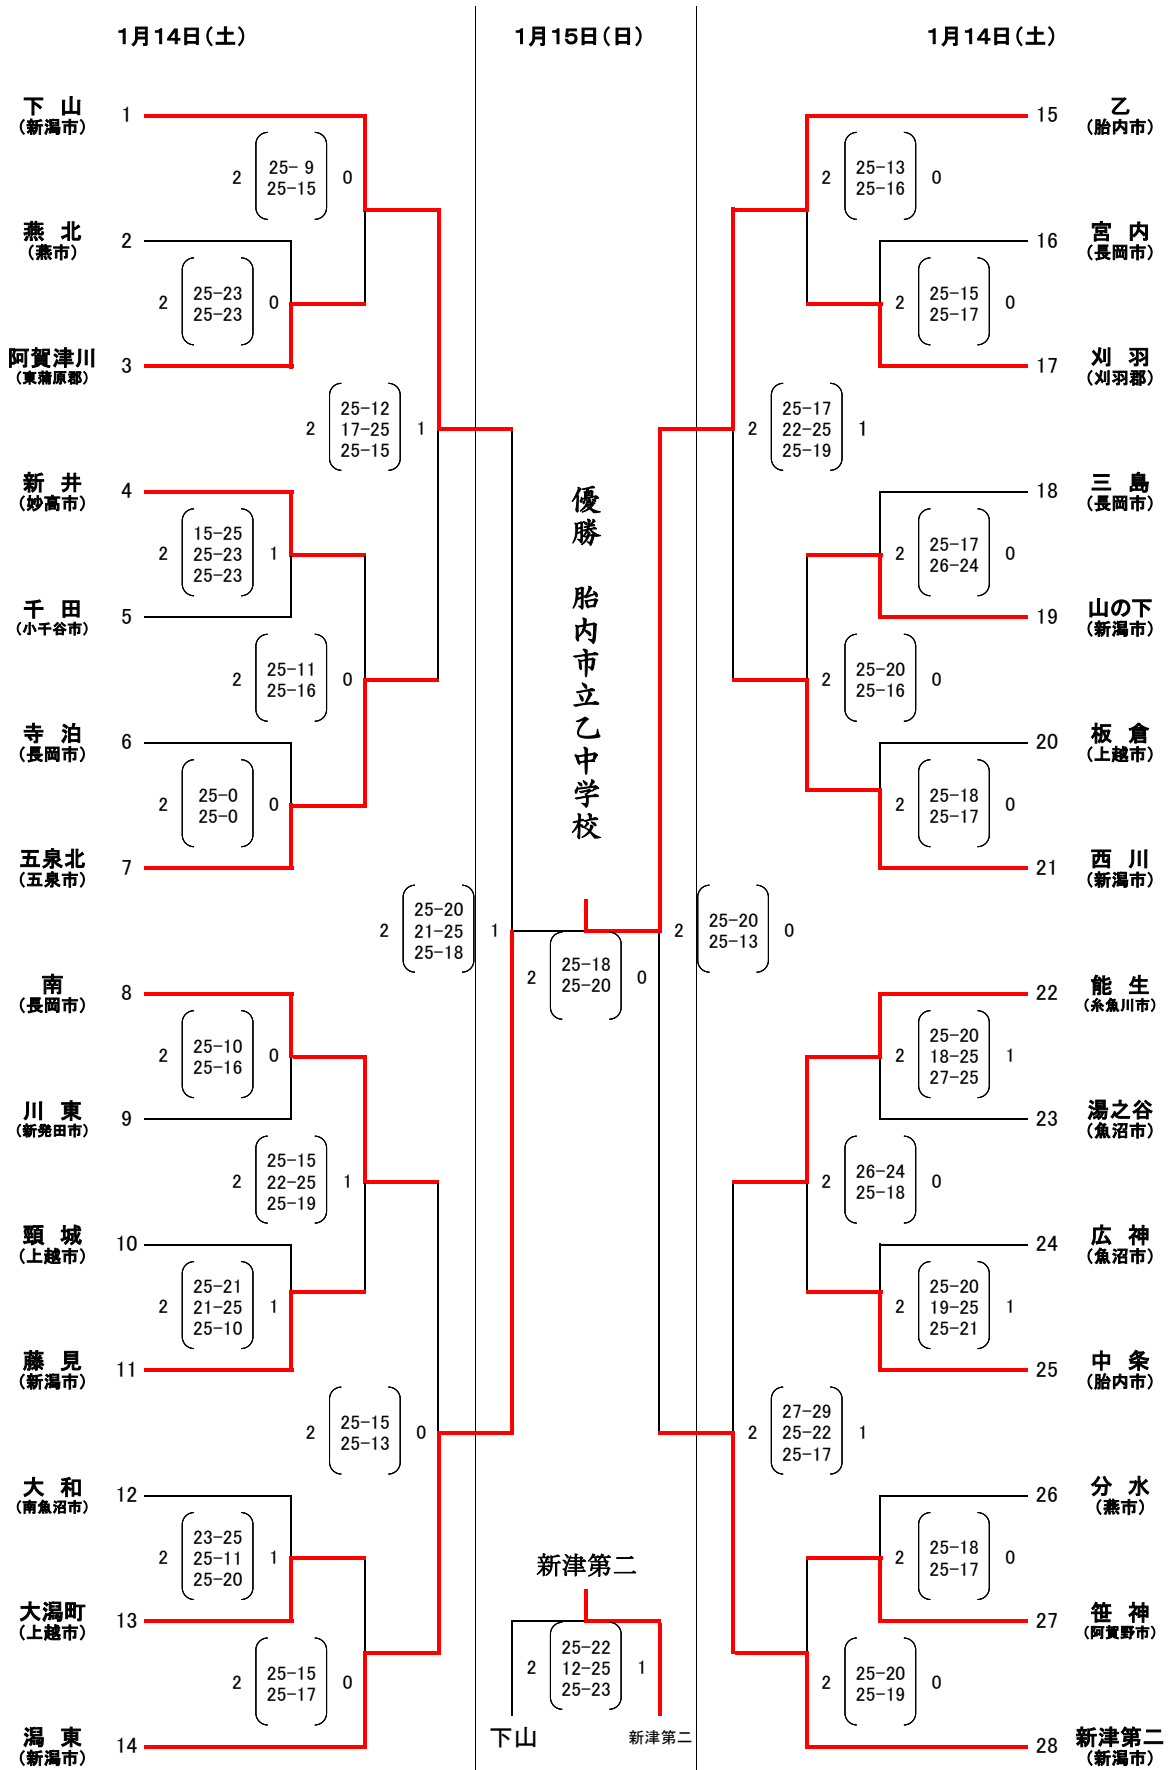 1月14日(土)
1月15日(日)
1月14日(土)
下 山
(新潟市)
1
2
25- 9
25-15
0
燕 北
(燕市)
2
2
25-23
25-23
0
阿賀津川
(東蒲原郡)
3
2
25-12
17-25
25-15
1
新 井
(妙高市)
4
2
15-25
25-23
25-23
1
千 田
(小千谷市)
5
2
25-11
25-16
0
寺 泊
(長岡市)
6
2
25-0
25-0
0
五泉北
(五泉市)
7
2
25-20
21-25
25-18
1
南
(長岡市)
8
2
25-10
25-16
0
川 東
(新発田市)
9
2
25-15
22-25
25-19
1
頸 城
(上越市)
10
2
25-21
21-25
25-10
1
藤 見
(新潟市)
11
2
25-15
25-13
0
大 和
(南魚沼市)
12
2
23-25
25-11
25-20
1
大潟町
(上越市)
13
2
25-15
25-17
0
潟 東
(新潟市)
14
優勝 胎内市立乙中学校
2
25-18
25-20
0
新津第二
2
25-22
12-25
25-23
1
下山
新津第二
15
乙
(胎内市)
2
25-13
25-16
0
16
宮 内
(長岡市)
2
25-15
25-17
0
17
刈 羽
(刈羽郡)
2
25-17
22-25
25-19
1
18
三 島
(長岡市)
2
25-17
26-24
0
19
山の下
(新潟市)
2
25-20
25-16
0
20
板 倉
(上越市)
2
25-18
25-17
0
21
西 川
(新潟市)
2
25-20
25-13
0
22
能 生
(糸魚川市)
2
25-20
18-25
27-25
1
23
湯之谷
(魚沼市)
2
26-24
25-18
0
24
広 神
(魚沼市)
2
25-20
19-25
25-21
1
25
中 条
(胎内市)
2
27-29
25-22
25-17
1
26
分 水
(燕市)
2
25-18
25-17
0
27
笹 神
(阿賀野市)
2
25-20
25-19
0
28
新津第二
(新潟市)